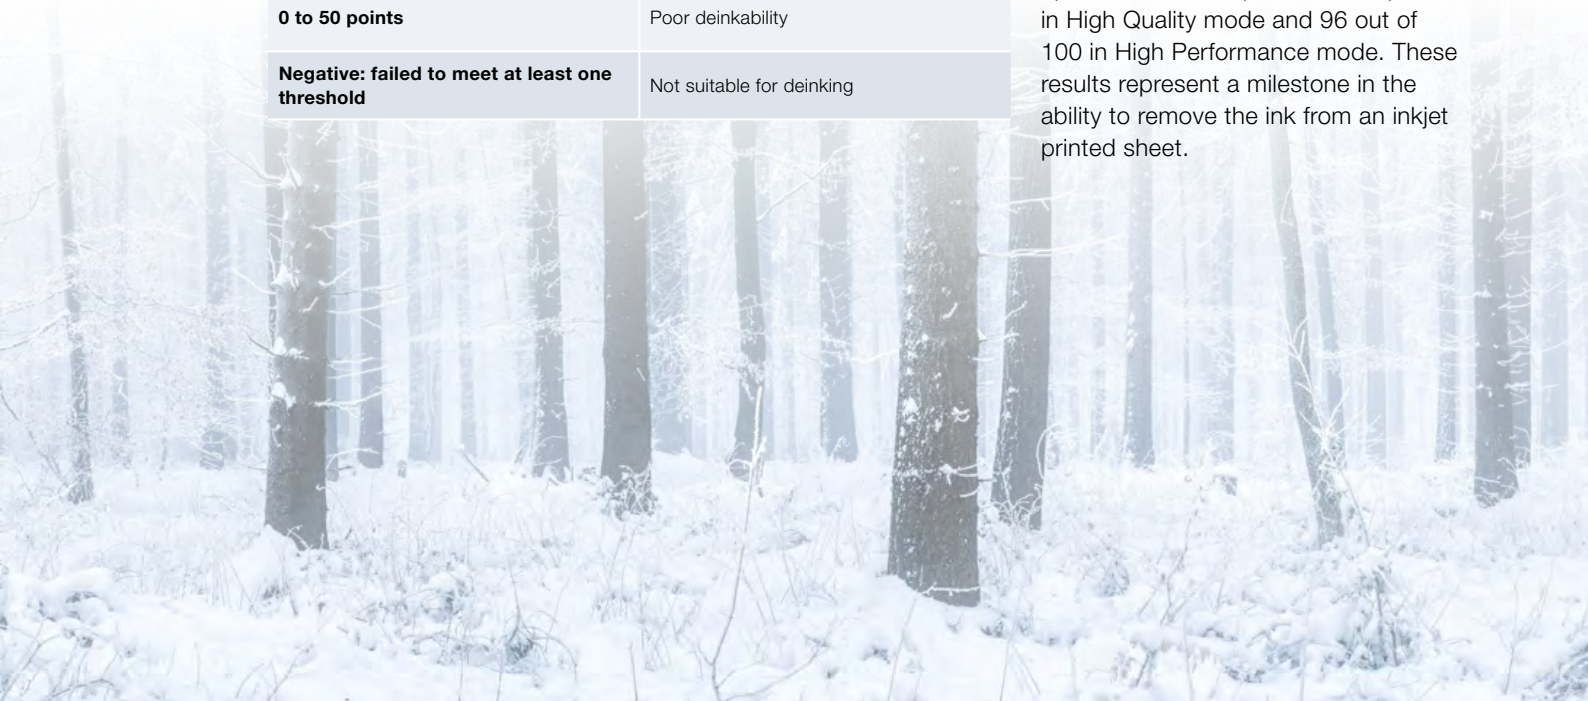 0 to 50 points
Poor deinkability
Negative: failed to meet at least one
threshold
Not suitable for deinking
in High Quality mode and 96 out of
100 in High Performance mode. These
results represent a milestone in the
ability to remove the ink from an inkjet
printed sheet.